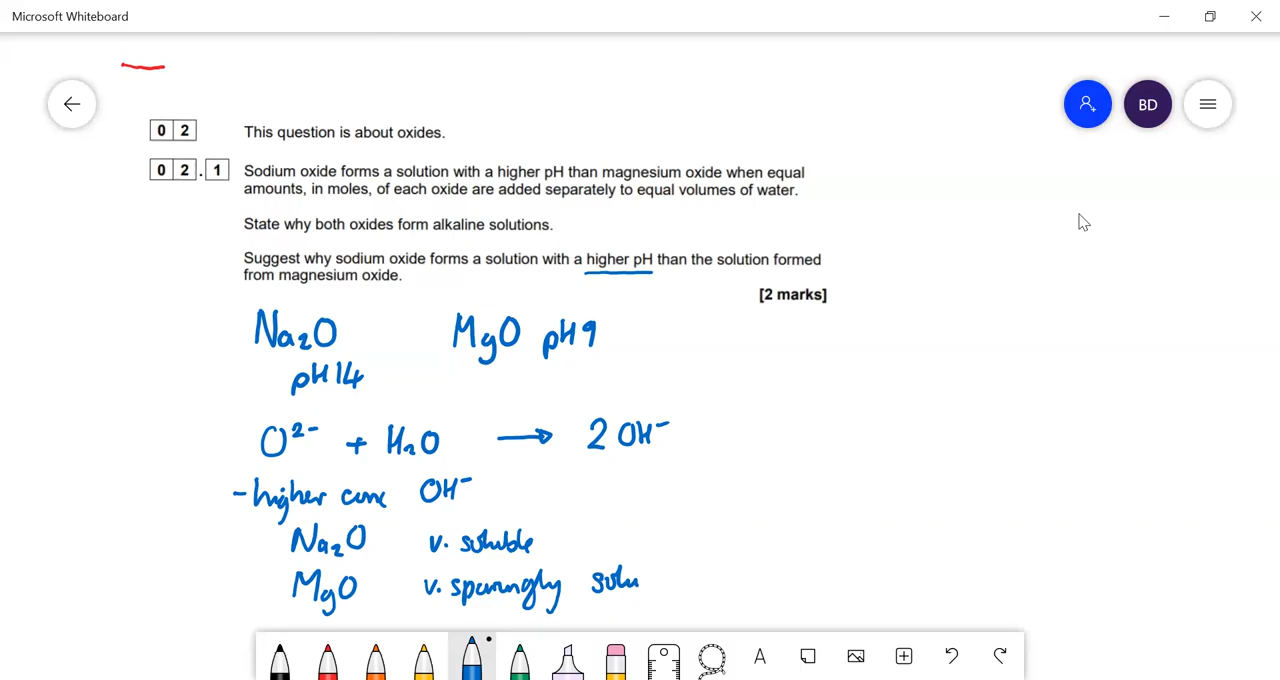 Microsoft Whiteboard
BD
0 2 This question is about oxides.
0 2 . 1 Sodium oxide forms a solution with a higher pH than magnesium oxide when equal
amounts, in moles, of each oxide are added separately to equal volumes of water.
State why both oxides form alkaline solutions.
Suggest why sodium oxide forms a solution with a higher pH than the solution formed
from magnesium oxide.
[2 marks]
Na₂O MgO pH 9
pH 14
O²⁻ + H₂O → 2 OH⁻
- higher conc OH⁻
Na₂O v. soluble
MgO v. sparingly solu
A